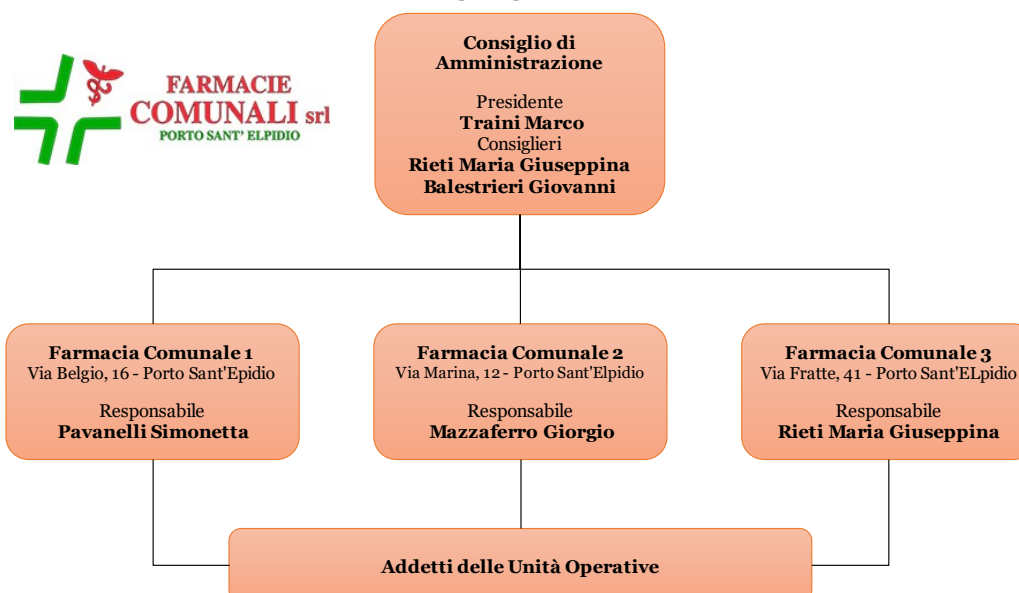 FARMACIE
COMUNALI srl
PORTO SANT' ELPIDIO
Consiglio di
Amministrazione
Presidente
Traini Marco
Consiglieri
Rieti Maria Giuseppina
Balestrieri Giovanni
Farmacia Comunale 1
Via Belgio, 16 - Porto Sant'Epidio
Responsabile
Pavanelli Simonetta
Farmacia Comunale 2
Via Marina, 12 - Porto Sant'Elpidio
Responsabile
Mazzaferro Giorgio
Farmacia Comunale 3
Via Fratte, 41 - Porto Sant'ELpidio
Responsabile
Rieti Maria Giuseppina
Addetti delle Unità Operative